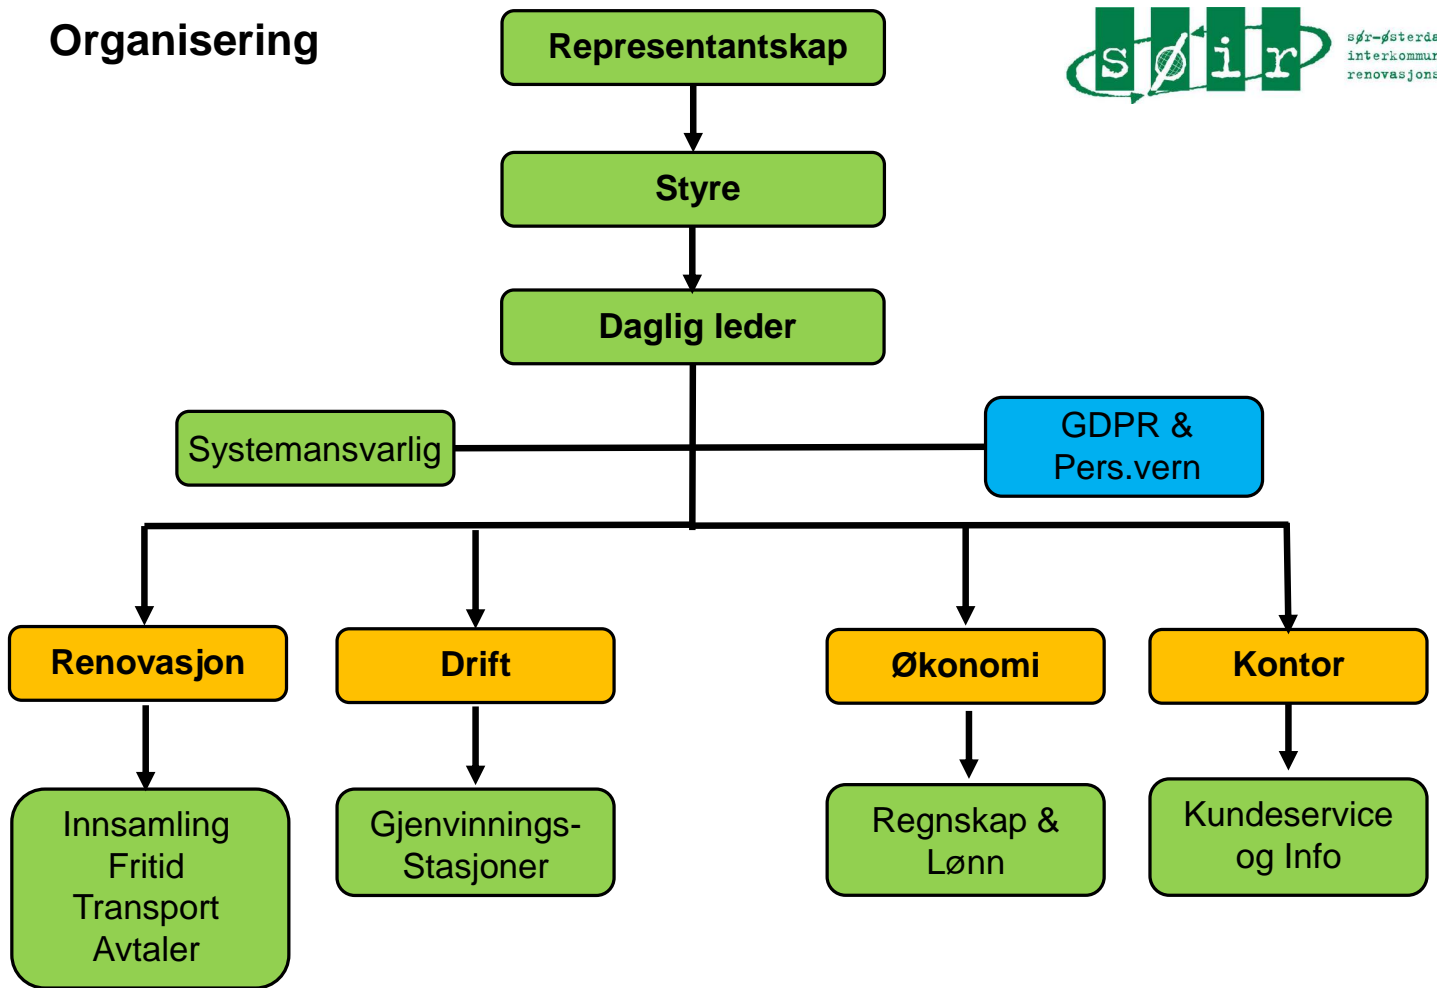 Organisering
søir
Representantskap
Styre
Daglig leder
Systemansvarlig
GDPR &
Pers.vern
Renovasjon
Drift
Økonomi
Kontor
Innsamling
Fritid
Transport
Avtaler
Gjenvinnings-
Stasjoner
Regnskap &
Lønn
Kundeservice
og Info